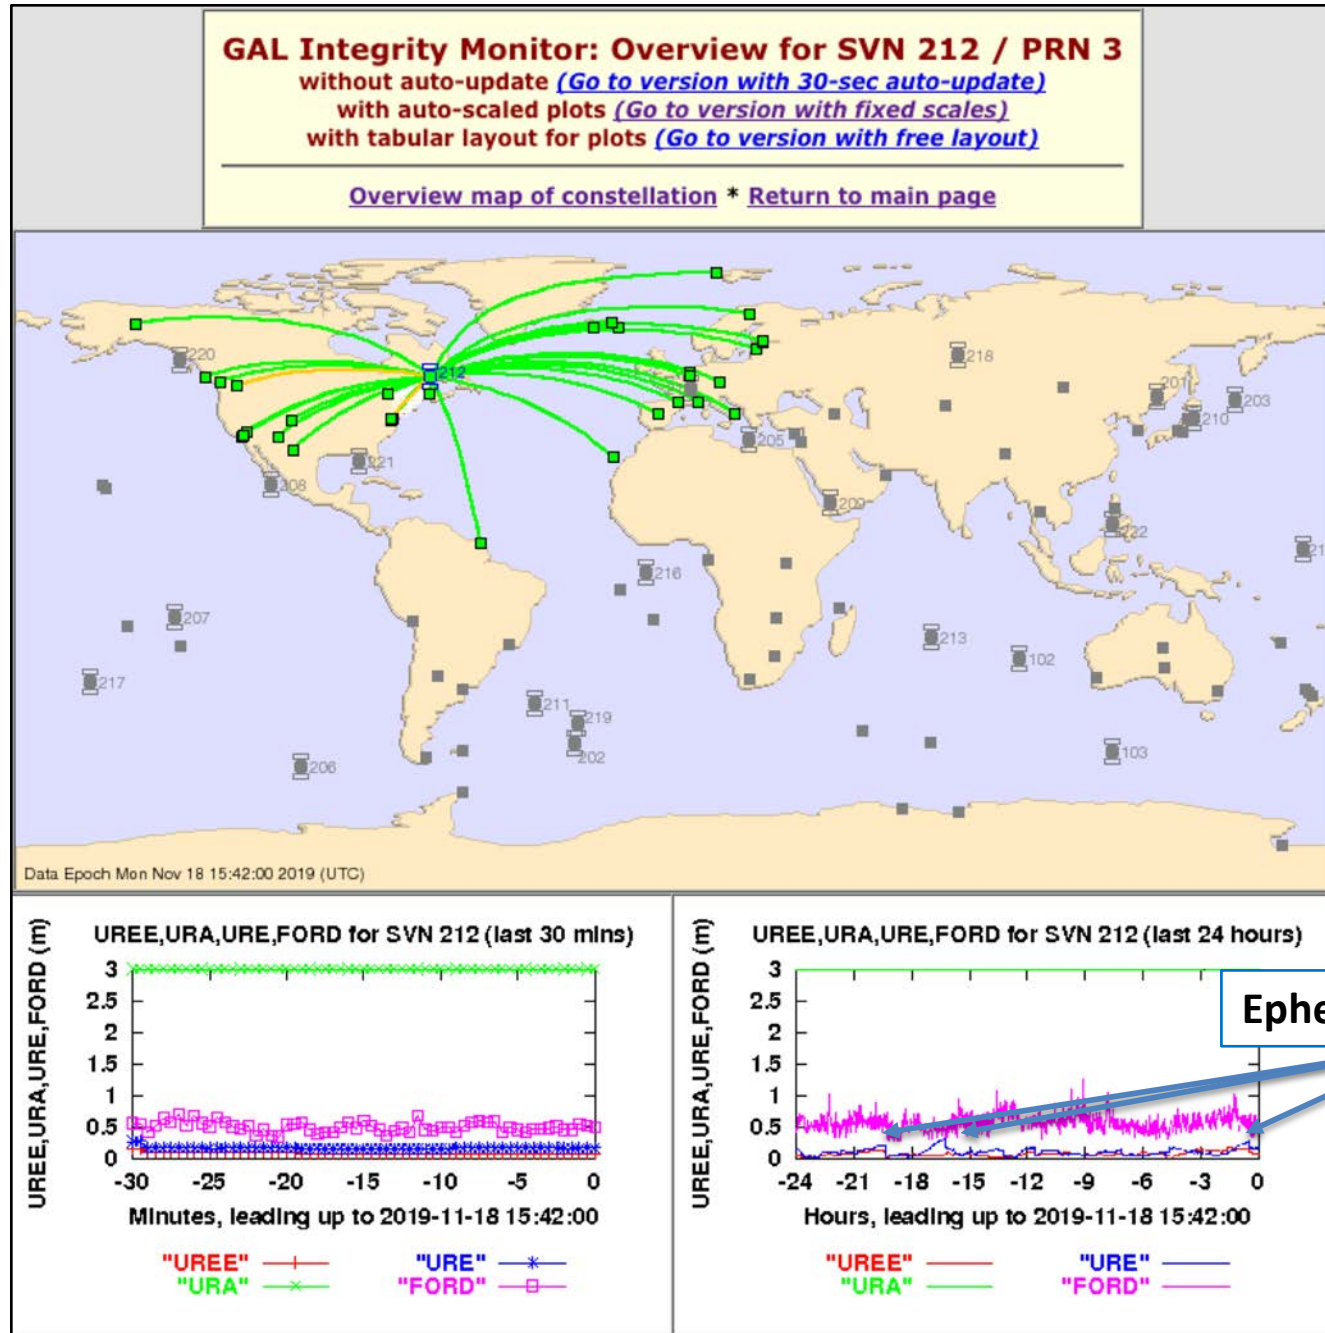 GAL Integrity Monitor: Overview for SVN 212 / PRN 3
without auto-update (Go to version with 30-sec auto-update)
with auto-scaled plots (Go to version with fixed scales)
with tabular layout for plots (Go to version with free layout)
Overview map of constellation * Return to main page
220
212
218
201
203
210
205
221
208
209
222
21
216
207
213
102
217
211
219
202
206
103
Data Epoch Mon Nov 18 15:42:00 2019 (UTC)
UREE,URA,URE,FORD for SVN 212 (last 30 mins)
UREE,URA,URE,FORD (m)
3
2.5
2
1.5
1
0.5
0
-30 -25 -20 -15 -10 -5 0
Minutes, leading up to 2019-11-18 15:42:00
"UREE" "URE"
"URA" "FORD"
UREE,URA,URE,FORD for SVN 212 (last 24 hours)
UREE,URA,URE,FORD (m)
3
2.5
2
1.5
1
0.5
0
Ephe
-24 -21 -18 -15 -12 -9 -6 -3 0
Hours, leading up to 2019-11-18 15:42:00
"UREE" "URE"
"URA" "FORD"